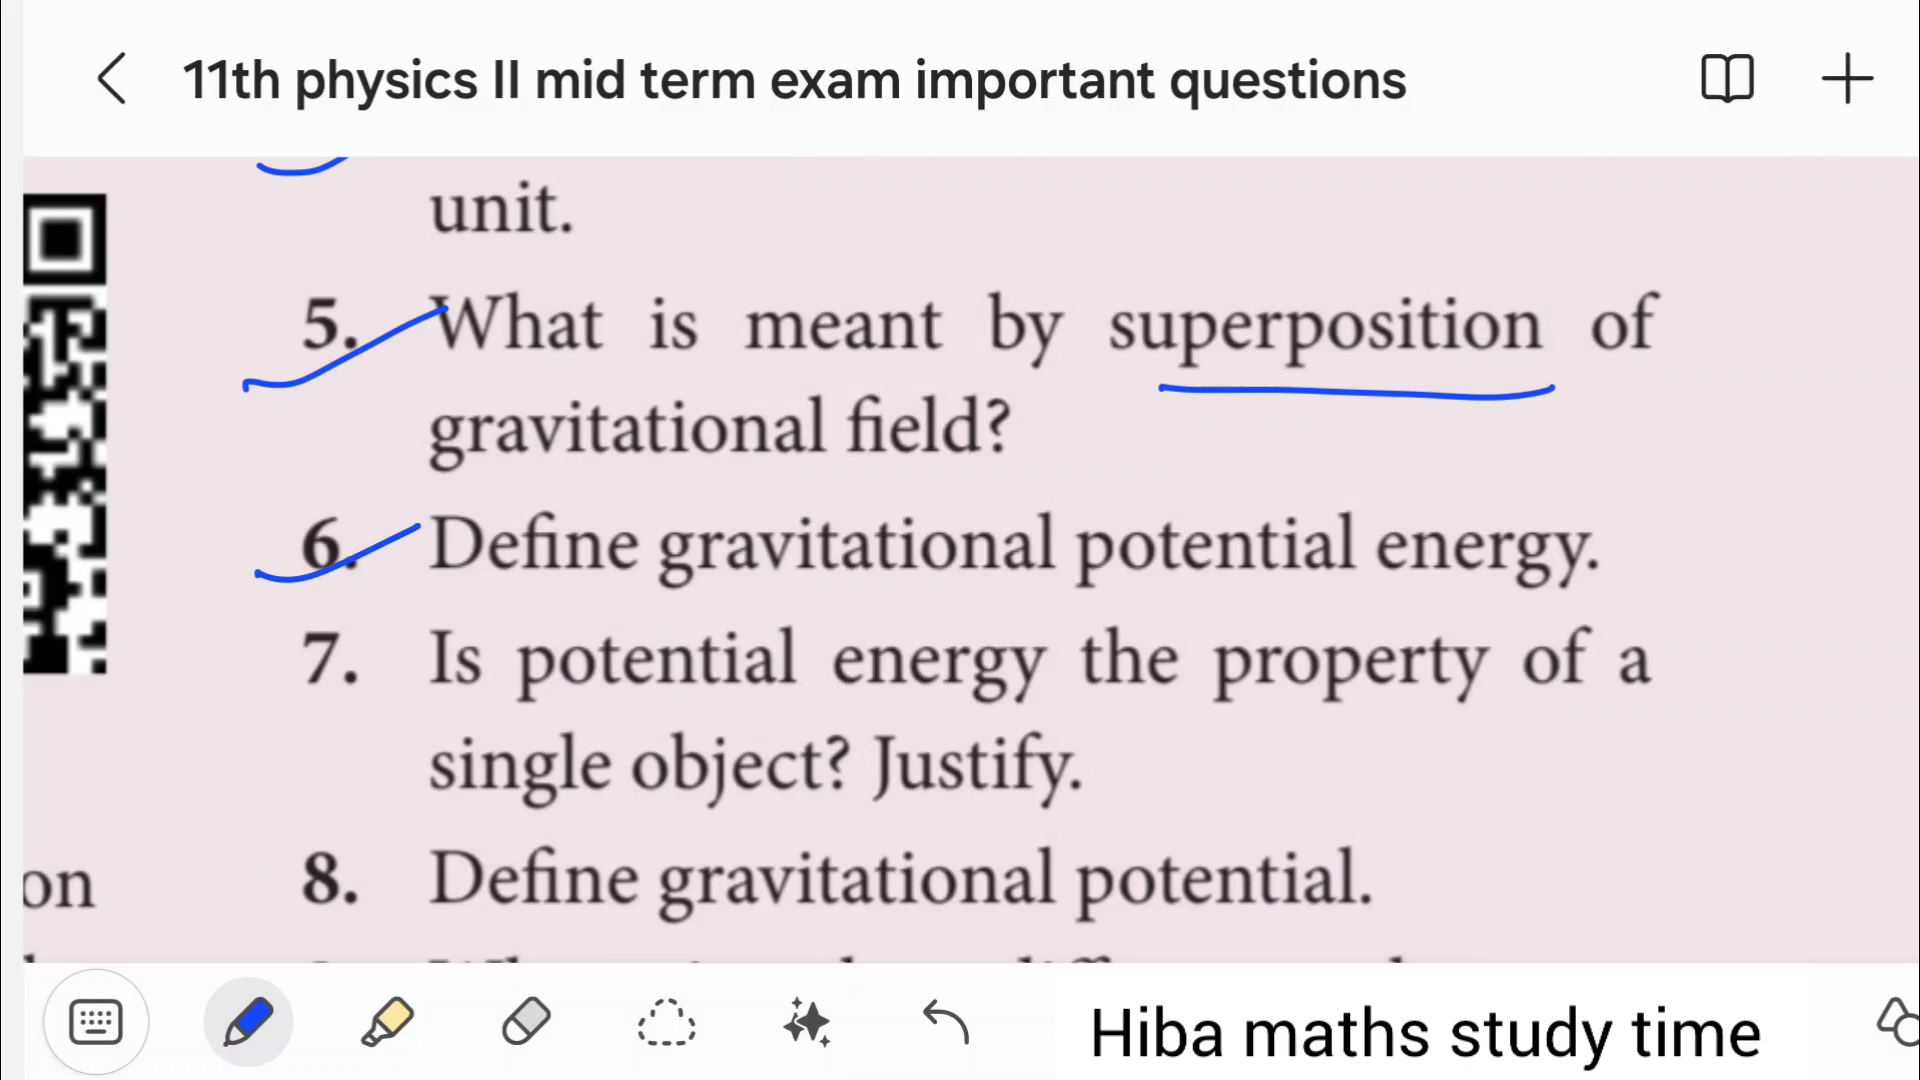 11th physics II mid term exam important questions
unit.
5. What is meant by superposition of
gravitational field?
6. Define gravitational potential energy.
7. Is potential energy the property of a
single object? Justify.
8. Define gravitational potential.
on
Hiba maths study time